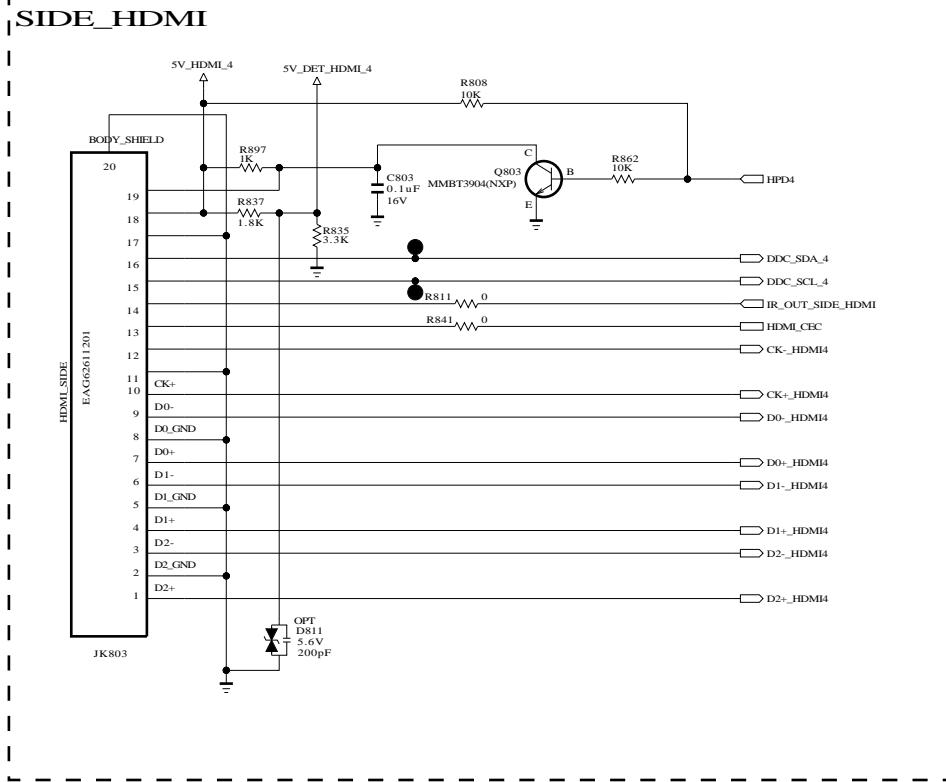 SIDE_HDMI
5V_HDMI_4
5V_DET_HDMI_4
R808
10K
BODY_SHIELD
20
R897
1K
C803
0.1uF
16V
C
Q803
MMBT3904(NXP)
B
E
R862
10K
HPD4
19
R837
1.8K
18
R835
3.3K
17
16
DDC_SDA_4
15
DDC_SCL_4
R811
0
14
IR_OUT_SIDE_HDMI
R841
0
13
HDMI_CEC
12
CK-_HDMI4
11
CK+
10
CK+_HDMI4
D0-
9
D0-_HDMI4
D0_GND
8
D0+
7
D0+_HDMI4
D1-
6
D1-_HDMI4
D1_GND
5
D1+
4
D1+_HDMI4
D2-
3
D2-_HDMI4
D2_GND
2
D2+
1
D2+_HDMI4
HDMI_SIDE
EAG62611201
JK803
OPT
D811
5.6V
200pF